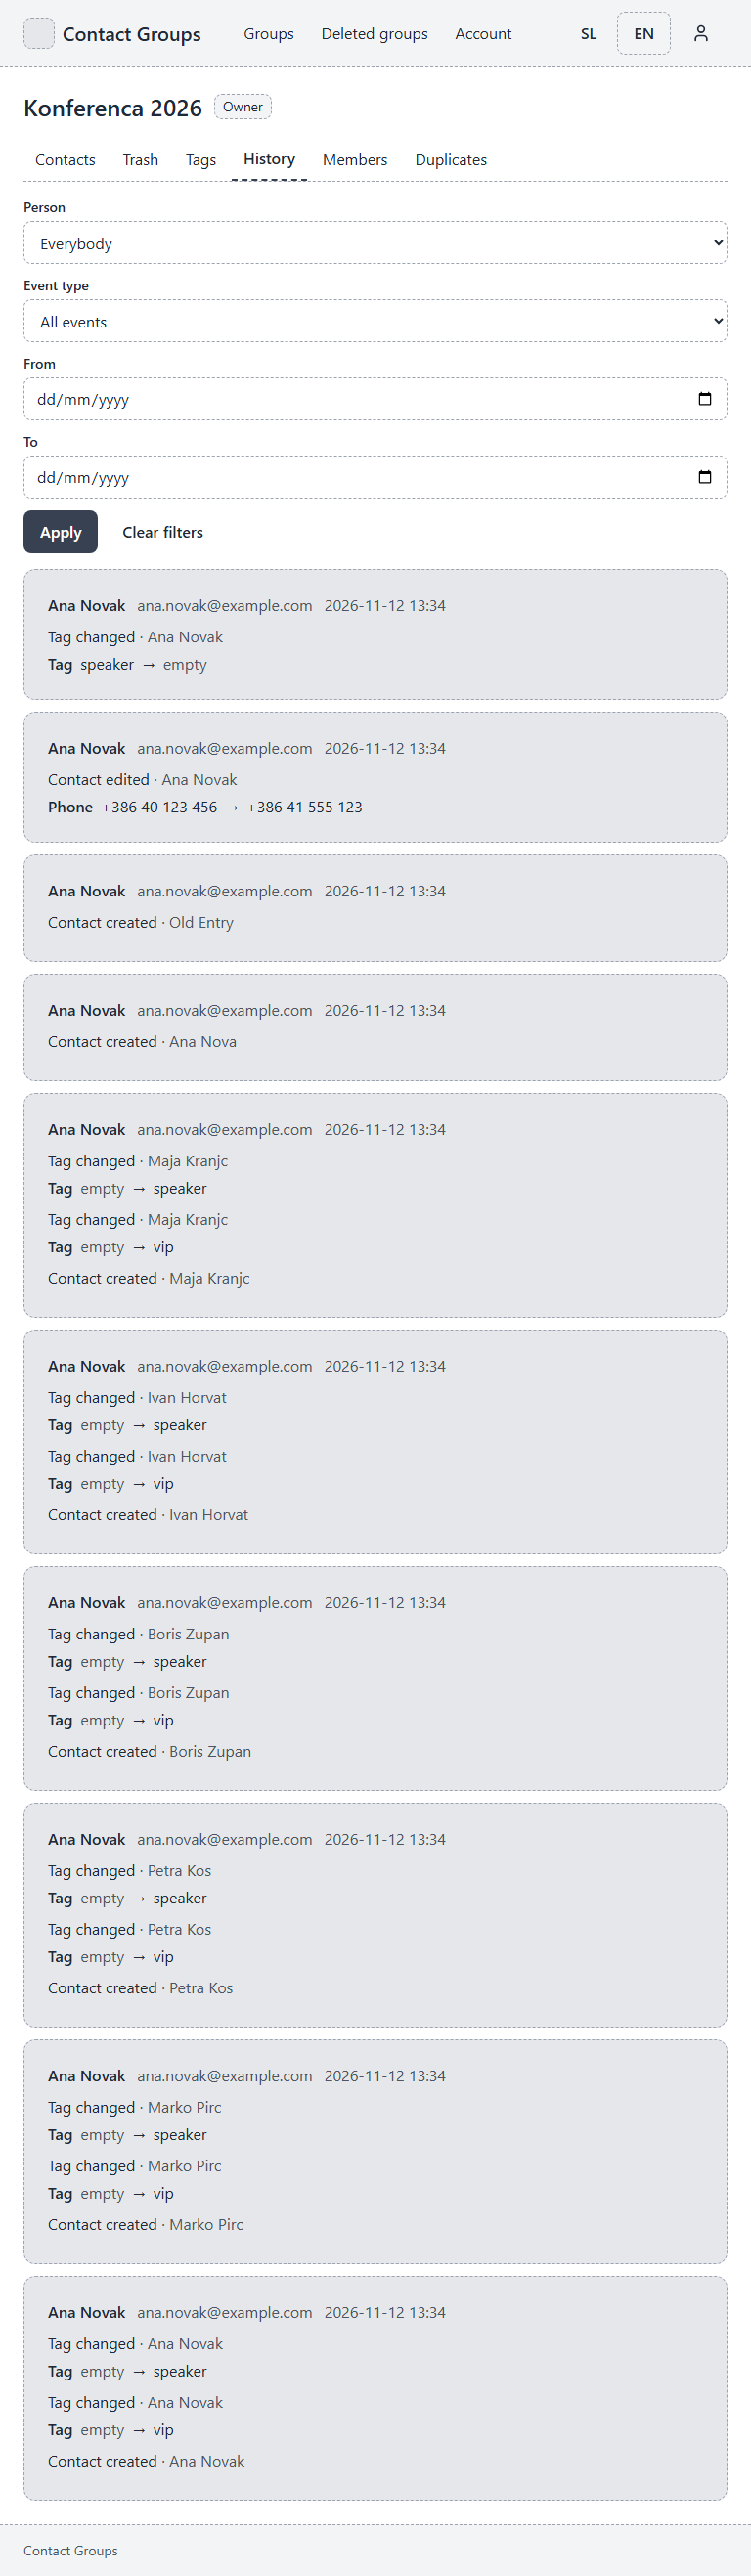 Contact Groups Groups Deleted groups Account SL EN
Konferenca 2026 Owner
Contacts Trash Tags History Members Duplicates
Person
Everybody
Event type
All events
From
dd/mm/yyyy
To
dd/mm/yyyy
Apply Clear filters
Ana Novak ana.novak@example.com 2026-11-12 13:34
Tag changed · Ana Novak
Tag speaker → empty
Ana Novak ana.novak@example.com 2026-11-12 13:34
Contact edited · Ana Novak
Phone +386 40 123 456 → +386 41 555 123
Ana Novak ana.novak@example.com 2026-11-12 13:34
Contact created · Old Entry
Ana Novak ana.novak@example.com 2026-11-12 13:34
Contact created · Ana Nova
Ana Novak ana.novak@example.com 2026-11-12 13:34
Tag changed · Maja Kranjc
Tag empty → speaker
Tag changed · Maja Kranjc
Tag empty → vip
Contact created · Maja Kranjc
Ana Novak ana.novak@example.com 2026-11-12 13:34
Tag changed · Ivan Horvat
Tag empty → speaker
Tag changed · Ivan Horvat
Tag empty → vip
Contact created · Ivan Horvat
Ana Novak ana.novak@example.com 2026-11-12 13:34
Tag changed · Boris Zupan
Tag empty → speaker
Tag changed · Boris Zupan
Tag empty → vip
Contact created · Boris Zupan
Ana Novak ana.novak@example.com 2026-11-12 13:34
Tag changed · Petra Kos
Tag empty → speaker
Tag changed · Petra Kos
Tag empty → vip
Contact created · Petra Kos
Ana Novak ana.novak@example.com 2026-11-12 13:34
Tag changed · Marko Pirc
Tag empty → speaker
Tag changed · Marko Pirc
Tag empty → vip
Contact created · Marko Pirc
Ana Novak ana.novak@example.com 2026-11-12 13:34
Tag changed · Ana Novak
Tag empty → speaker
Tag changed · Ana Novak
Tag empty → vip
Contact created · Ana Novak
Contact Groups